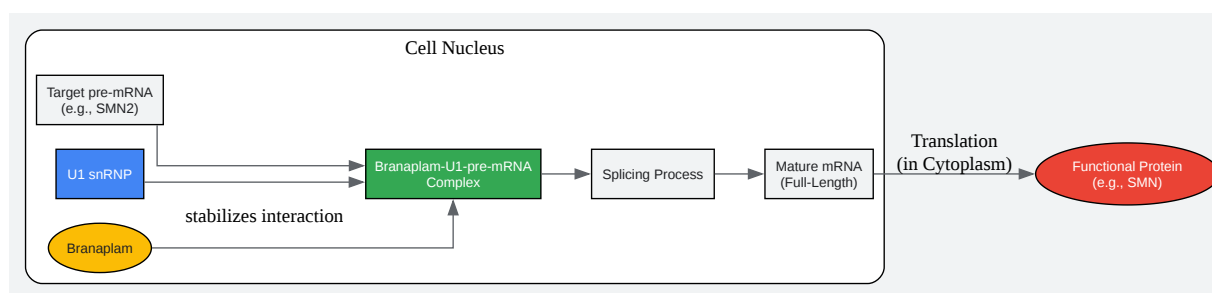 Cell Nucleus
Target pre-mRNA
(e.g., SMN2)
U1 snRNP
Branaplam
stabilizes interaction
Branaplam-U1-pre-mRNA
Complex
Splicing Process
Mature mRNA
(Full-Length)
Translation
(in Cytoplasm)
Functional Protein
(e.g., SMN)